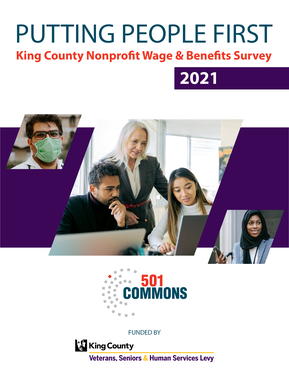 PUTTING PEOPLE FIRST
King County Nonprofit Wage & Benefits Survey
2021
501
COMMONS
FUNDED BY
King County
Veterans, Seniors & Human Services Levy